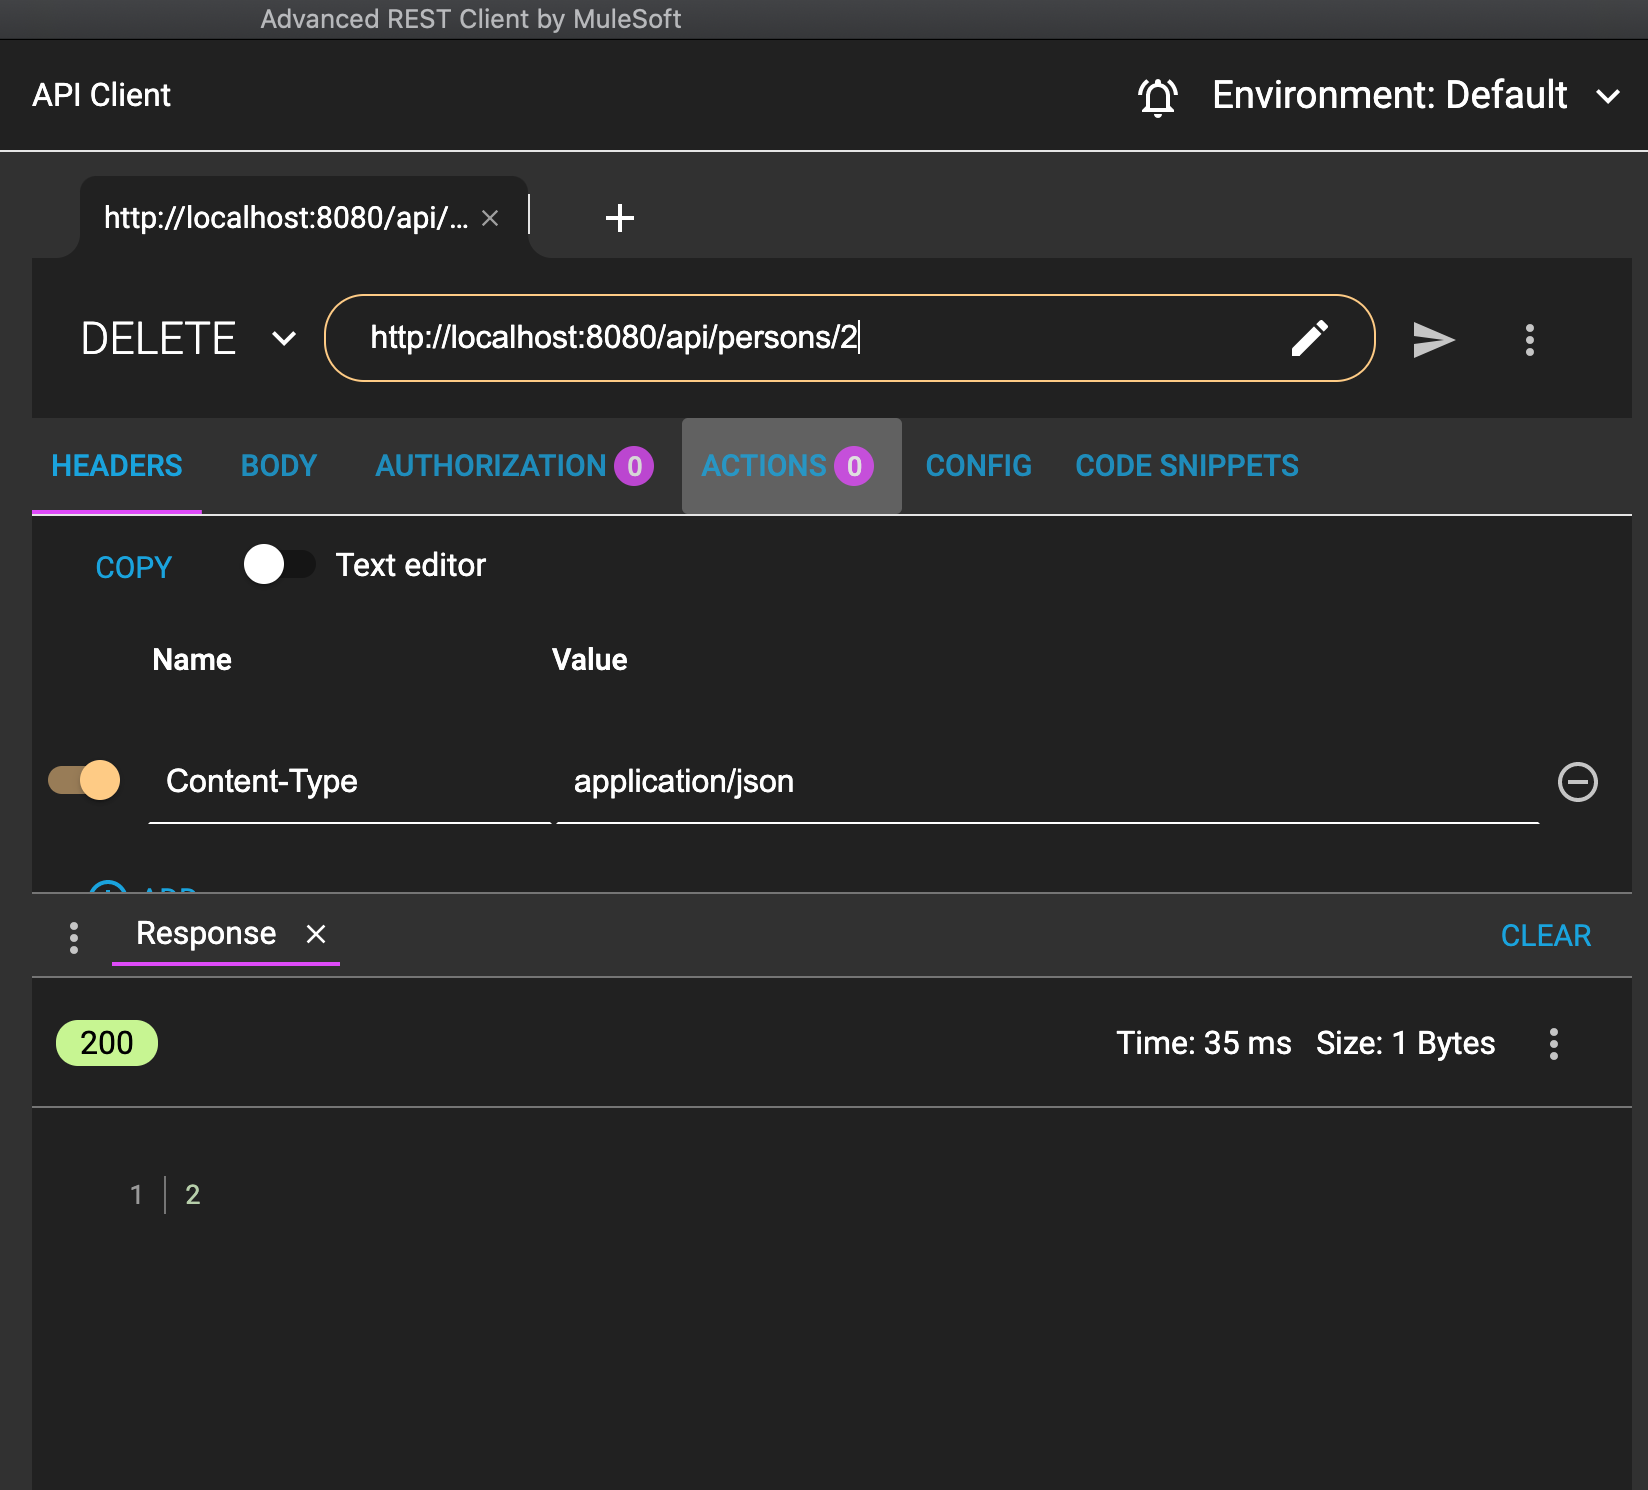 Advanced REST Client by MuleSoft
API Client
Environment: Default
http://localhost:8080/api/...
DELETE
http://localhost:8080/api/persons/2
HEADERS BODY AUTHORIZATION 0 ACTIONS 0 CONFIG CODE SNIPPETS
COPY Text editor
Name Value
Content-Type application/json
ADD
Response CLEAR
200 Time: 35 ms Size: 1 Bytes
1 2